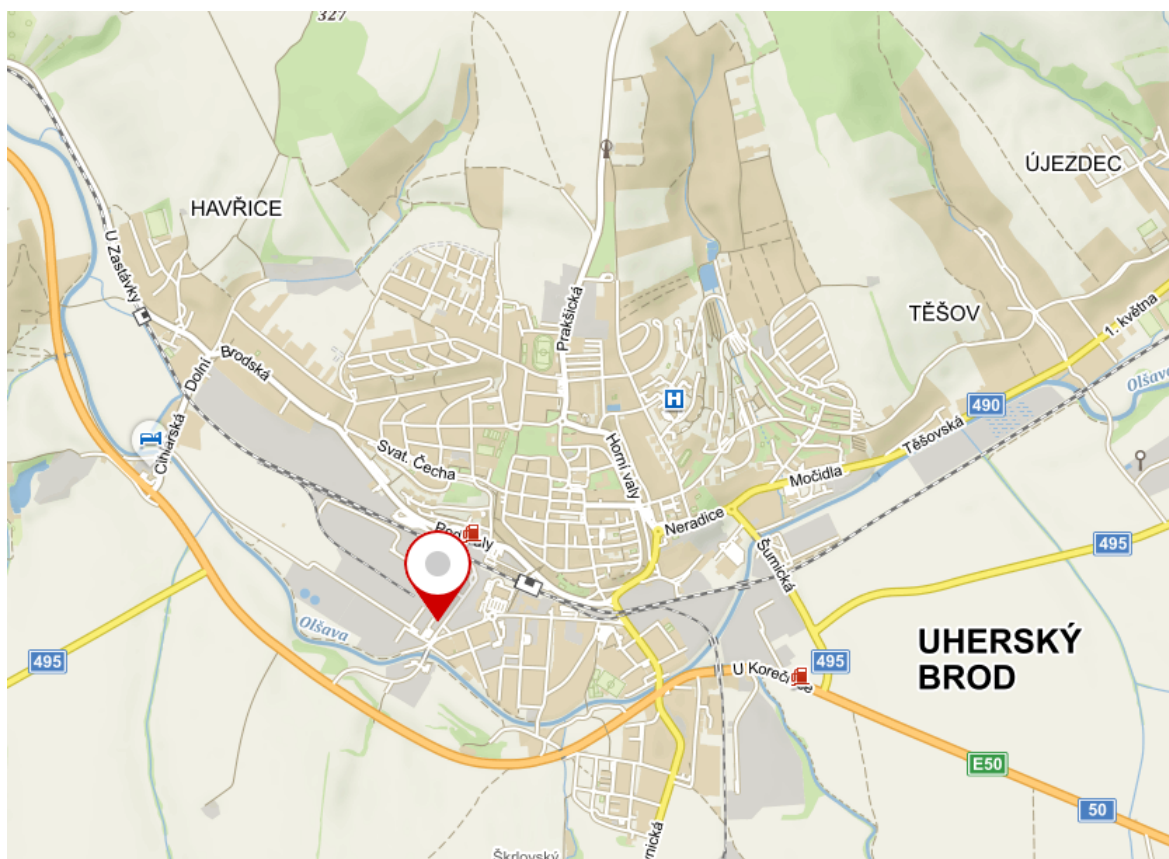 327
ÚJEZDEC
HAVŘICE
U Zastávky
Prakšická
TĚŠOV
1. května
Brodská
Dolní
Cihlářská
H
490
Olšava
Těšovská
Horní valy
Svat. Čecha
Močidla
Neradice
495
Šumická
Olšava
UHERSKÝ
BROD
495
495
E50
50
Škrlovský